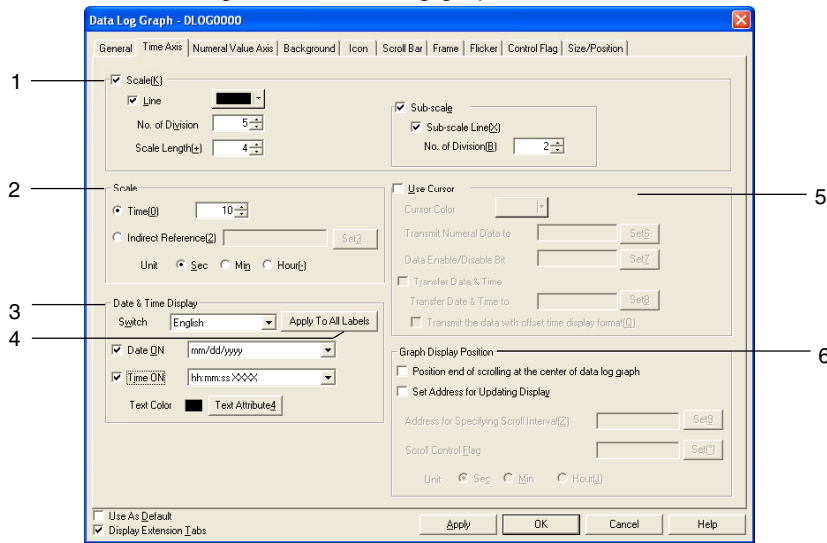 Data Log Graph - DLOG0000
General Time Axis Numeral Value Axis Background Icon Scroll Bar Frame Flicker Control Flag Size/Position
1
Scale(K)
Line
No. of Division 5
Scale Length(+) 4
Sub-scale
Sub-scale Line(X)
No. of Division(B) 2
2
Scale
Time(0) 10
Indirect Reference(2) Set3...
Unit Sec Min Hour(-)
3
Date & Time Display
Switch English Apply To All Labels
4
Date ON mm/dd/yyyy
Time ON hh:mm:ss XXXX
Text Color Text Attribute4
5
Use Cursor
Cursor Color
Transmit Numeral Data to Set6
Data Enable/Disable Bit Set7
Transfer Date & Time
Transfer Date & Time to Set8
Transmit the data with offset time display format(Q)
6
Graph Display Position
Position end of scrolling at the center of data log graph
Set Address for Updating Display
Address for Specifying Scroll Interval(Z) Set9
Scroll Control Flag Set(")
Unit Sec Min Hour(J)
Use As Default
Display Extension Tabs
Apply OK Cancel Help